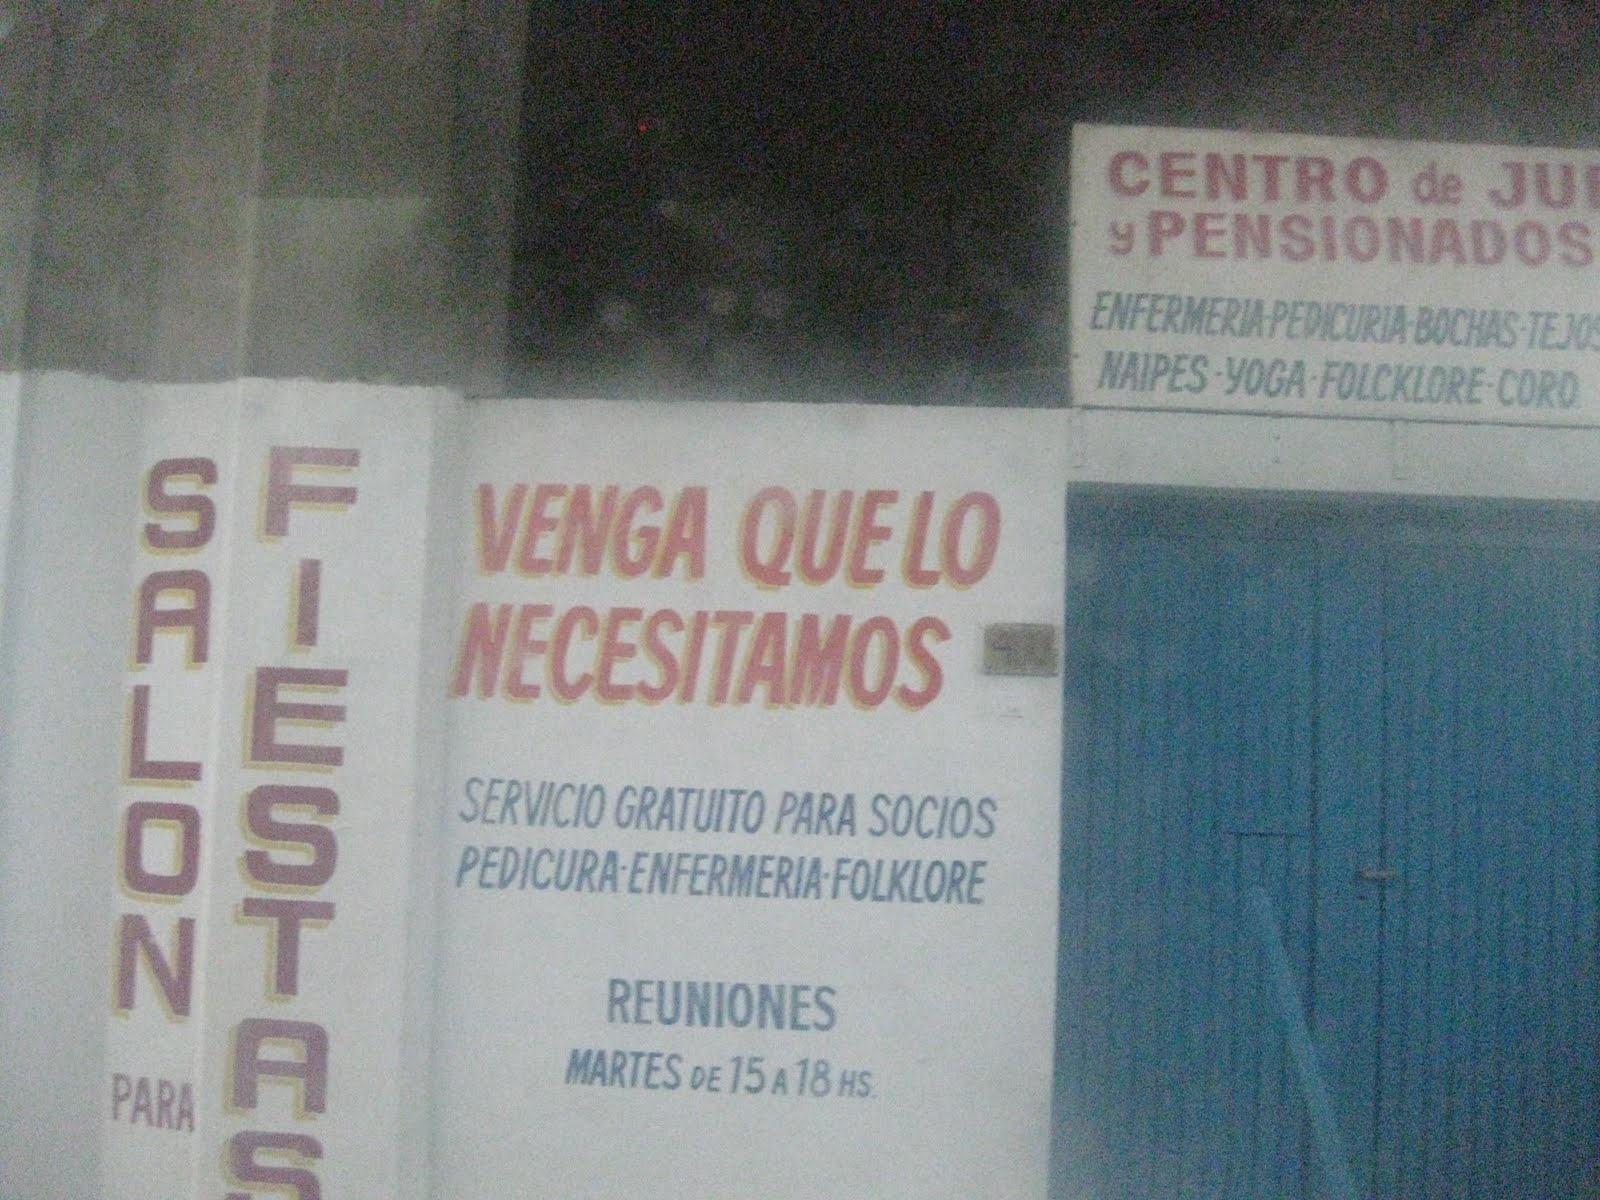 CENTRO de
y PENSIONADOS
ENFERMERIA-PEDICURIA-BOCHAS-TEJOS
NAIPES-YOGA-FOLCKLORE-CORO
SALON
PARA
FIESTAS
VENGA QUE LO
NECESITAMOS
SERVICIO GRATUITO PARA SOCIOS
PEDICURA-ENFERMERIA-FOLKLORE
REUNIONES
MARTES DE 15 A 18 HS.